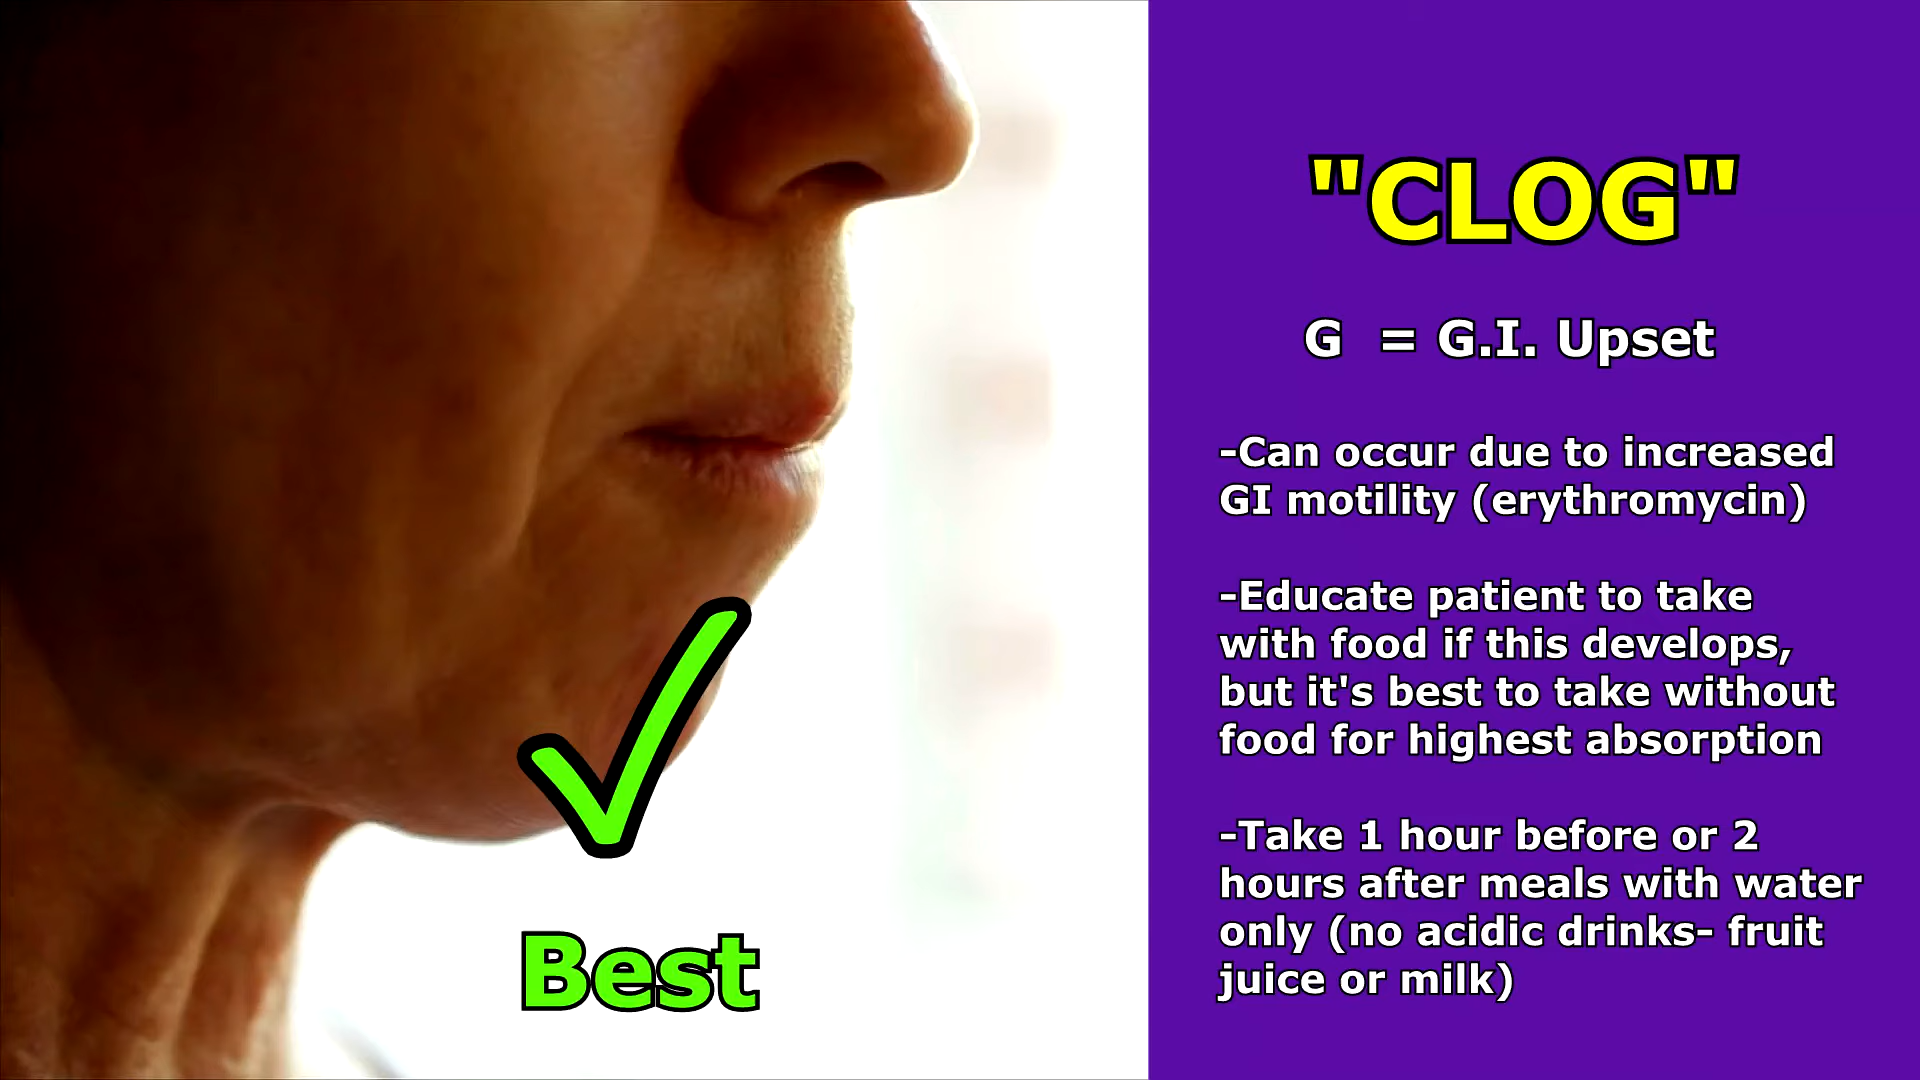 "CLOG"
G = G.I. Upset
-Can occur due to increased
GI motility (erythromycin)
-Educate patient to take
with food if this develops,
but it's best to take without
food for highest absorption
-Take 1 hour before or 2
hours after meals with water
only (no acidic drinks- fruit
juice or milk)
Best